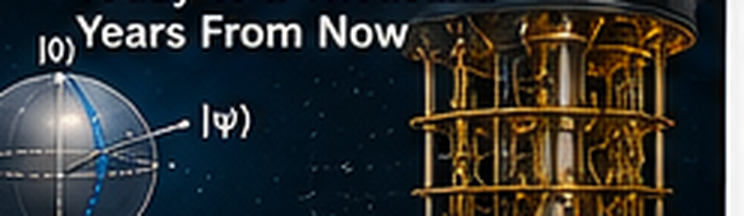 Years From Now
|0⟩
|ψ⟩